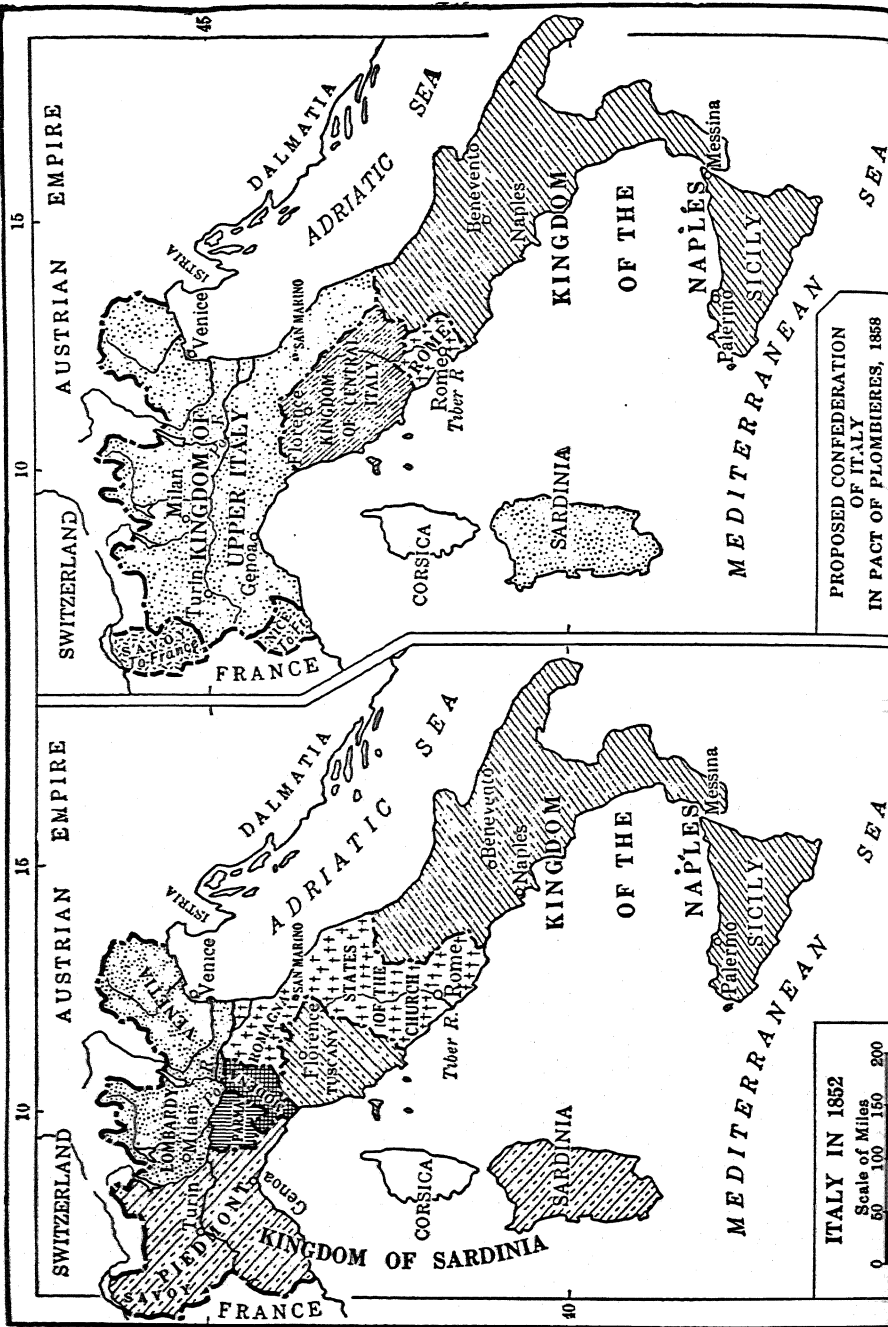 45
15
10
AUSTRIAN EMPIRE
SWITZERLAND
DALMATIA
ISTRIA
ADRIATIC SEA
Venice
Milan
Turin
KINGDOM OF
UPPER ITALY
Genoa
R.
SAVOY
To France
To Fr.
FRANCE
SAN MARINO
Florence
KINGDOM
OF CENTRAL
ITALY
ROME
Rome
Tiber R
Benevento
Naples
KINGDOM
OF THE
NAPLES
Messina
Palermo
SICILY
CORSICA
SARDINIA
MEDITERRANEAN SEA
PROPOSED CONFEDERATION
OF ITALY
IN PACT OF PLOMBIERES, 1858
15
10
40
AUSTRIAN EMPIRE
SWITZERLAND
DALMATIA
ISTRIA
ADRIATIC SEA
VENETIA
Venice
LOMBARDY
Milan
Turin
PIEDMONT
SAVOY
Genoa
KINGDOM OF SARDINIA
FRANCE
PARMA
R.
ROMAGNA
SAN MARINO
Florence
TUSCANY
STATES
OF THE
CHURCH
Rome
Tiber R.
Benevento
Naples
KINGDOM
OF THE
NAPLES
Messina
Palermo
SICILY
CORSICA
SARDINIA
MEDITERRANEAN SEA
ITALY IN 1852
Scale of Miles
0 50 100 150 200